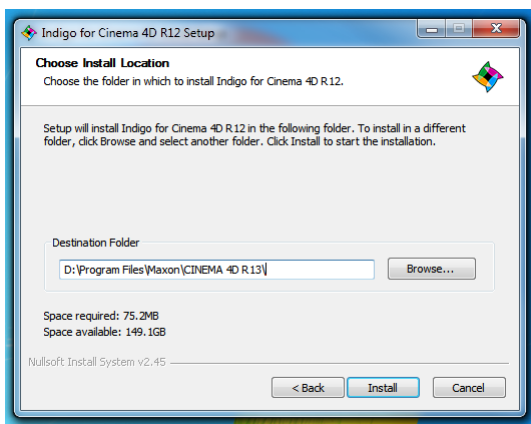 Indigo for Cinema 4D R12 Setup
Choose Install Location
Choose the folder in which to install Indigo for Cinema 4D R12.
Setup will install Indigo for Cinema 4D R12 in the following folder. To install in a different
folder, click Browse and select another folder. Click Install to start the installation.
Destination Folder
D:\Program Files\Maxon\CINEMA 4D R13\
Browse...
Space required: 75.2MB
Space available: 149.1GB
Nullsoft Install System v2.45
< Back Install Cancel